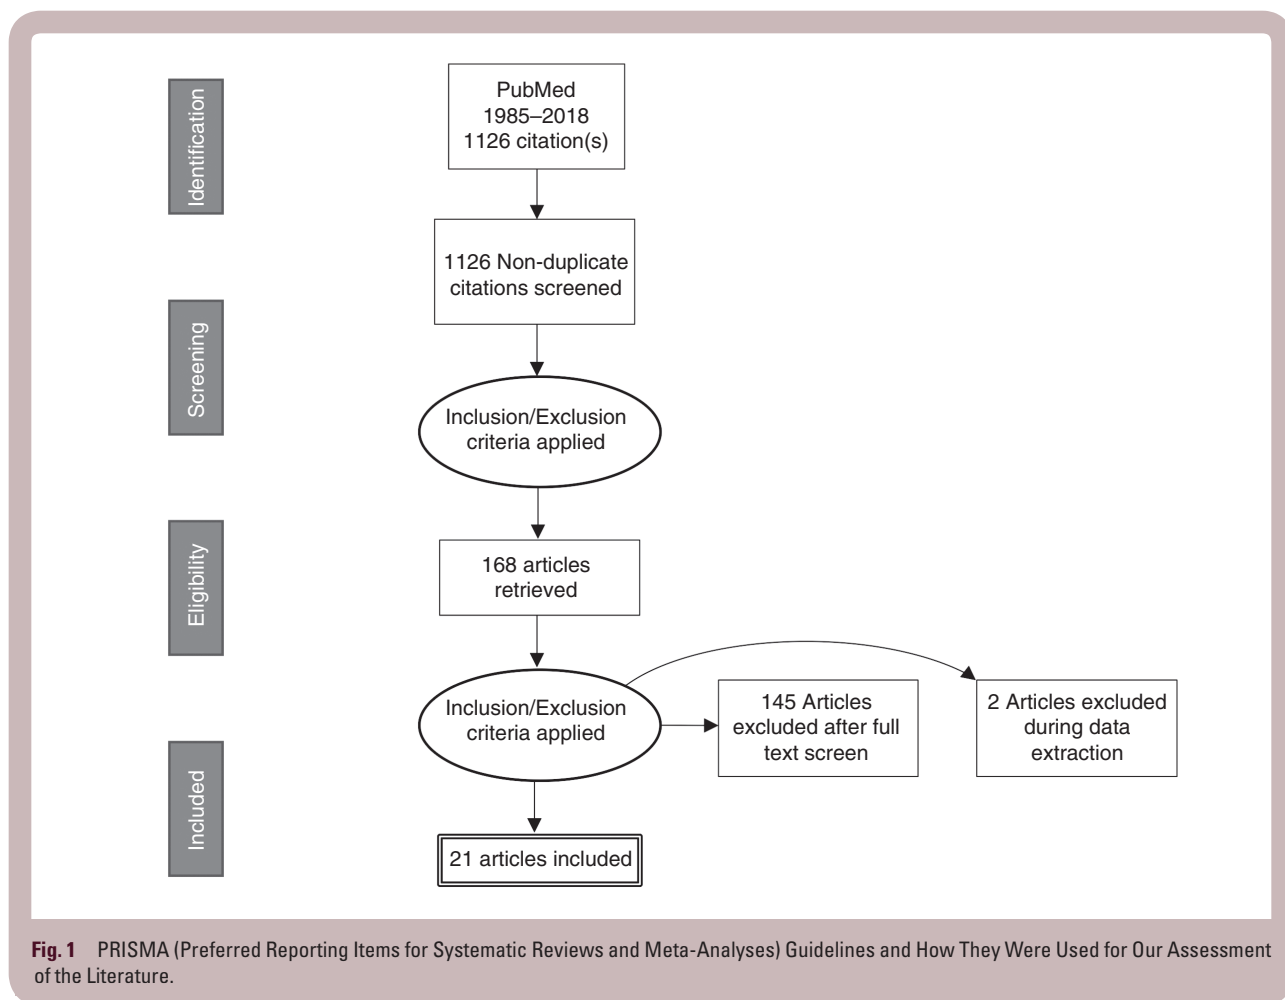 Identification
PubMed
1985–2018
1126 citation(s)
1126 Non-duplicate
citations screened
Screening
Inclusion/Exclusion
criteria applied
Eligibility
168 articles
retrieved
Inclusion/Exclusion
criteria applied
145 Articles
excluded after full
text screen
2 Articles excluded
during data
extraction
Included
21 articles included
Fig. 1 PRISMA (Preferred Reporting Items for Systematic Reviews and Meta-Analyses) Guidelines and How They Were Used for Our Assessment
of the Literature.